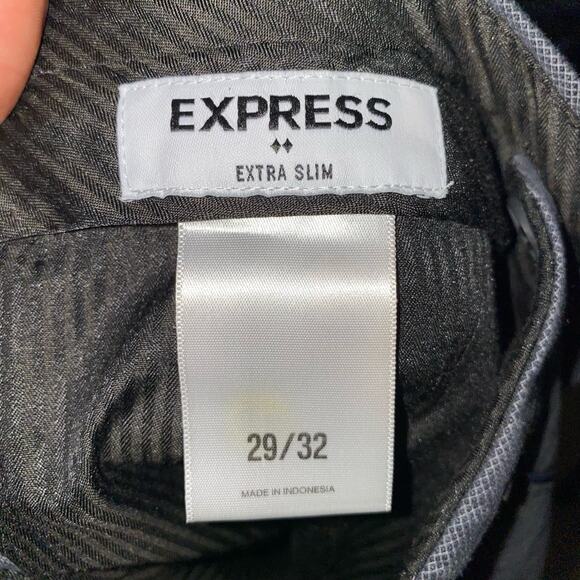 EXPRESS
EXTRA SLIM
29/32
MADE IN INDONESIA